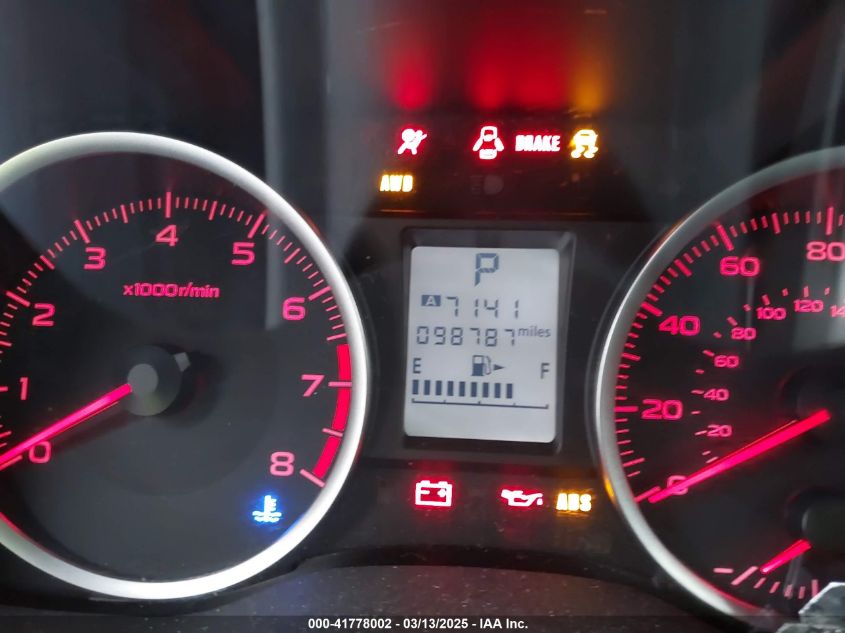 BRAKE
AWD
0 1 2 3 4 5 6 7 8
x1000r/min
P
A 7141
098787 miles
E F
ABS
0 20 40 60 80
20 40 60 80 100 120
000-41778002 - 03/13/2025 - IAA Inc.